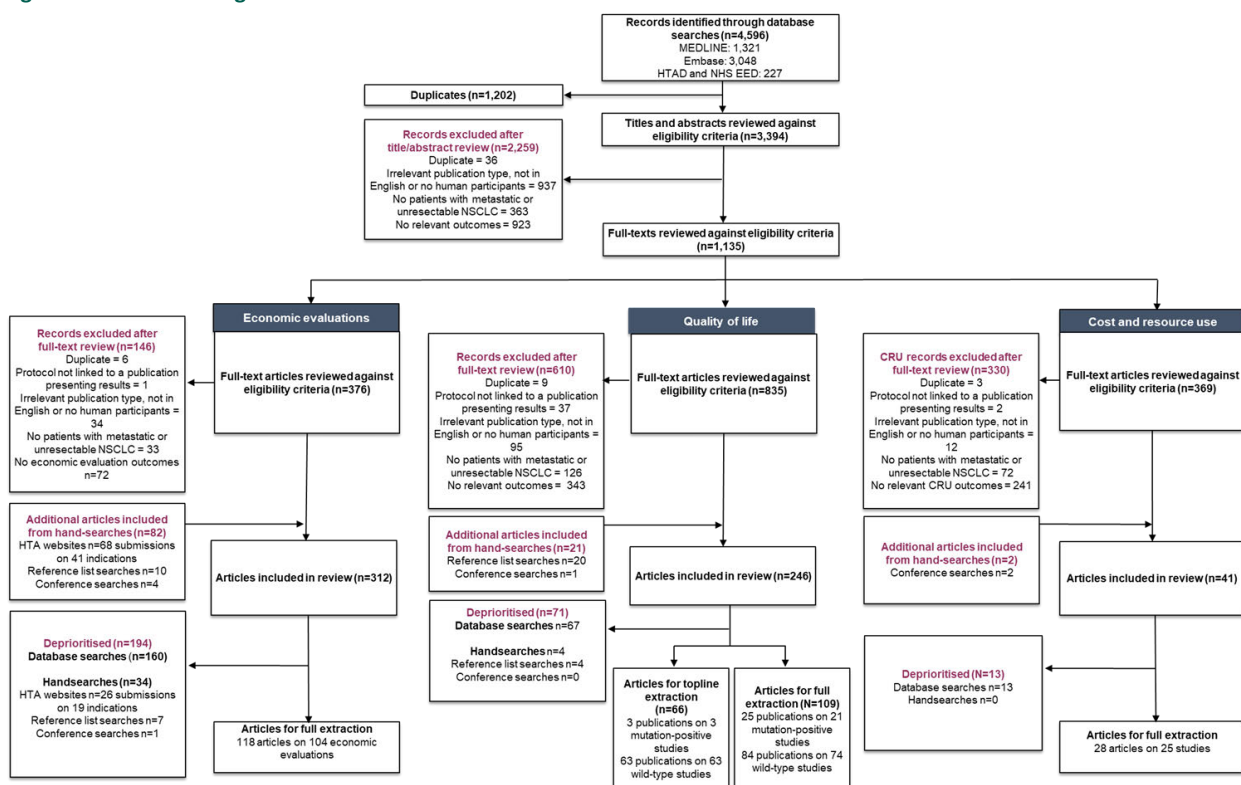 Records identified through database
searches (n=4,596)
MEDLINE: 1,321
Embase: 3,048
HTAD and NHS EED: 227
Duplicates (n=1,202)
Titles and abstracts reviewed against
eligibility criteria (n=3,394)
Records excluded after
title/abstract review (n=2,259)
Duplicate = 36
Irrelevant publication type, not in
English or no human participants = 937
No patients with metastatic or
unresectable NSCLC = 363
No relevant outcomes = 923
Full-texts reviewed against eligibility criteria
(n=1,135)
Economic evaluations
Records excluded after
full-text review (n=146)
Duplicate = 6
Protocol not linked to a publication
presenting results = 1
Irrelevant publication type, not in
English or no human participants =
34
No patients with metastatic or
unresectable NSCLC = 33
No economic evaluation outcomes
n=72
Full-text articles reviewed against
eligibility criteria (n=376)
Additional articles included
from hand-searches (n=82)
HTA websites n=68 submissions
on 41 indications
Reference list searches n=10
Conference searches n=4
Articles included in review (n=312)
Deprioritised (n=194)
Database searches (n=160)
Handsearches (n=34)
HTA websites n=26 submissions
on 19 indications
Reference list searches n=7
Conference searches n=1
Articles for full extraction
118 articles on 104 economic
evaluations
Quality of life
Records excluded after
full-text review (n=610)
Duplicate = 9
Protocol not linked to a publication
presenting results = 37
Irrelevant publication type, not in
English or no human participants =
95
No patients with metastatic or
unresectable NSCLC = 126
No relevant outcomes = 343
Full-text articles reviewed against
eligibility criteria (n=835)
Additional articles included
from hand-searches (n=21)
Reference list searches n=20
Conference searches n=1
Articles included in review (n=246)
Deprioritised (n=71)
Database searches n=67
Handsearches n=4
Reference list searches n=4
Conference searches n=0
Articles for topline extraction
(n=66)
3 publications on 3
mutation-positive
studies
63 publications on 63
wild-type studies
Articles for full
extraction (N=109)
25 publications on 21
mutation-positive
studies
84 publications on 74
wild-type studies
Cost and resource use
CRU records excluded after
full-text review (n=330)
Duplicate = 3
Protocol not linked to a publication
presenting results = 2
Irrelevant publication type, not in
English or no human participants =
12
No patients with metastatic or
unresectable NSCLC = 72
No relevant CRU outcomes = 241
Full-text articles reviewed against
eligibility criteria (n=369)
Additional articles included
from hand-searches (n=2)
Conference searches n=2
Articles included in review (n=41)
Deprioritised (N=13)
Database searches n=13
Handsearches n=0
Articles for full extraction
28 articles on 25 studies